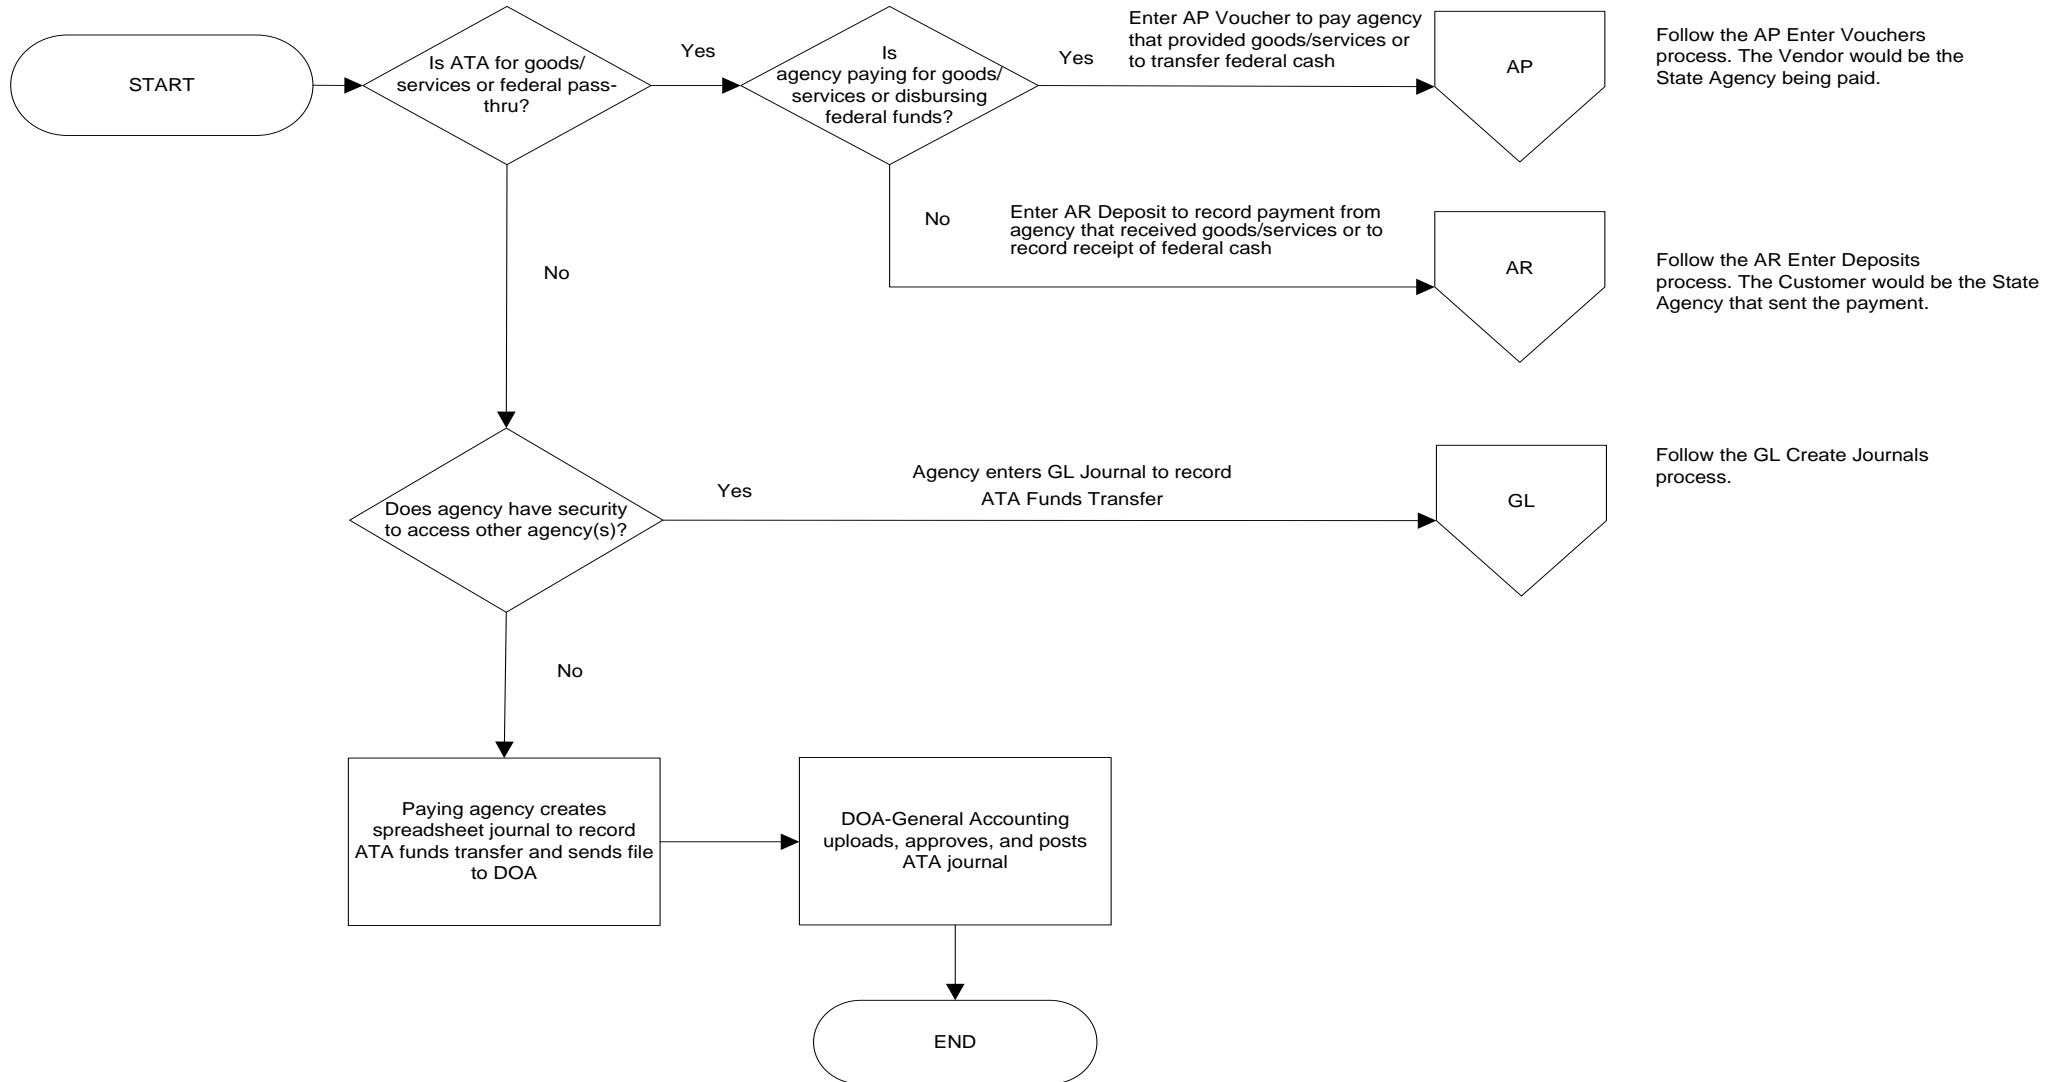 START
Is ATA for goods/
services or federal pass-
thru?
Yes
Is
agency paying for goods/
services or disbursing
federal funds?
Yes
Enter AP Voucher to pay agency
that provided goods/services or
to transfer federal cash
AP
Follow the AP Enter Vouchers
process. The Vendor would be the
State Agency being paid.
No
Enter AR Deposit to record payment from
agency that received goods/services or to
record receipt of federal cash
AR
Follow the AR Enter Deposits
process. The Customer would be the State
Agency that sent the payment.
No
Does agency have security
to access other agency(s)?
Yes
Agency enters GL Journal to record
ATA Funds Transfer
GL
Follow the GL Create Journals
process.
No
Paying agency creates
spreadsheet journal to record
ATA funds transfer and sends file
to DOA
DOA-General Accounting
uploads, approves, and posts
ATA journal
END